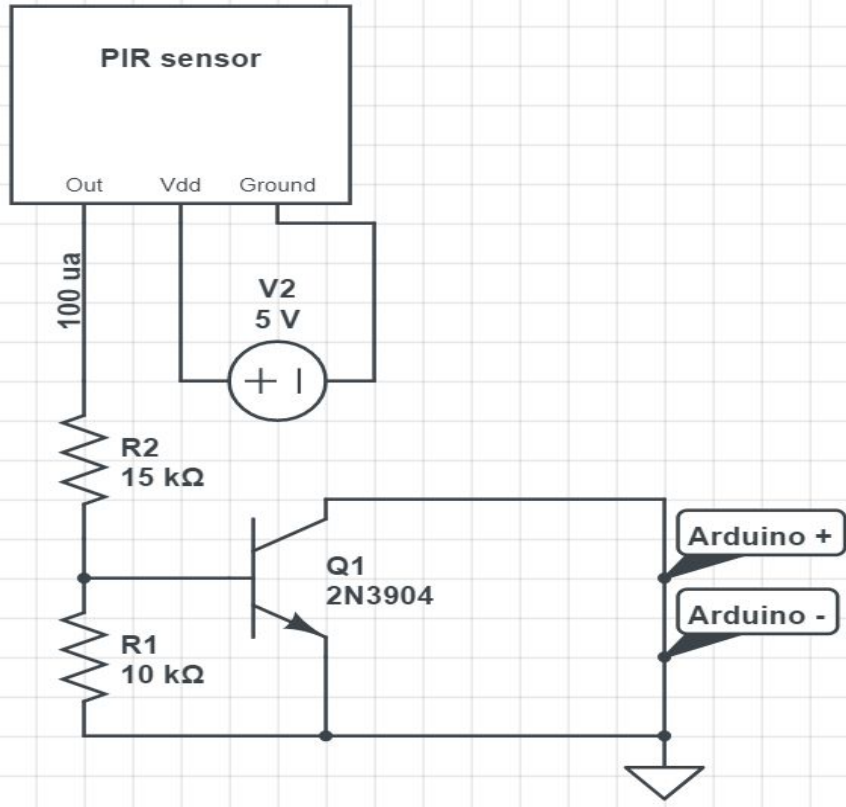 PIR sensor
Out Vdd Ground
100 ua
V2
5 V
R2
15 kΩ
Arduino +
Q1
2N3904
Arduino -
R1
10 kΩ